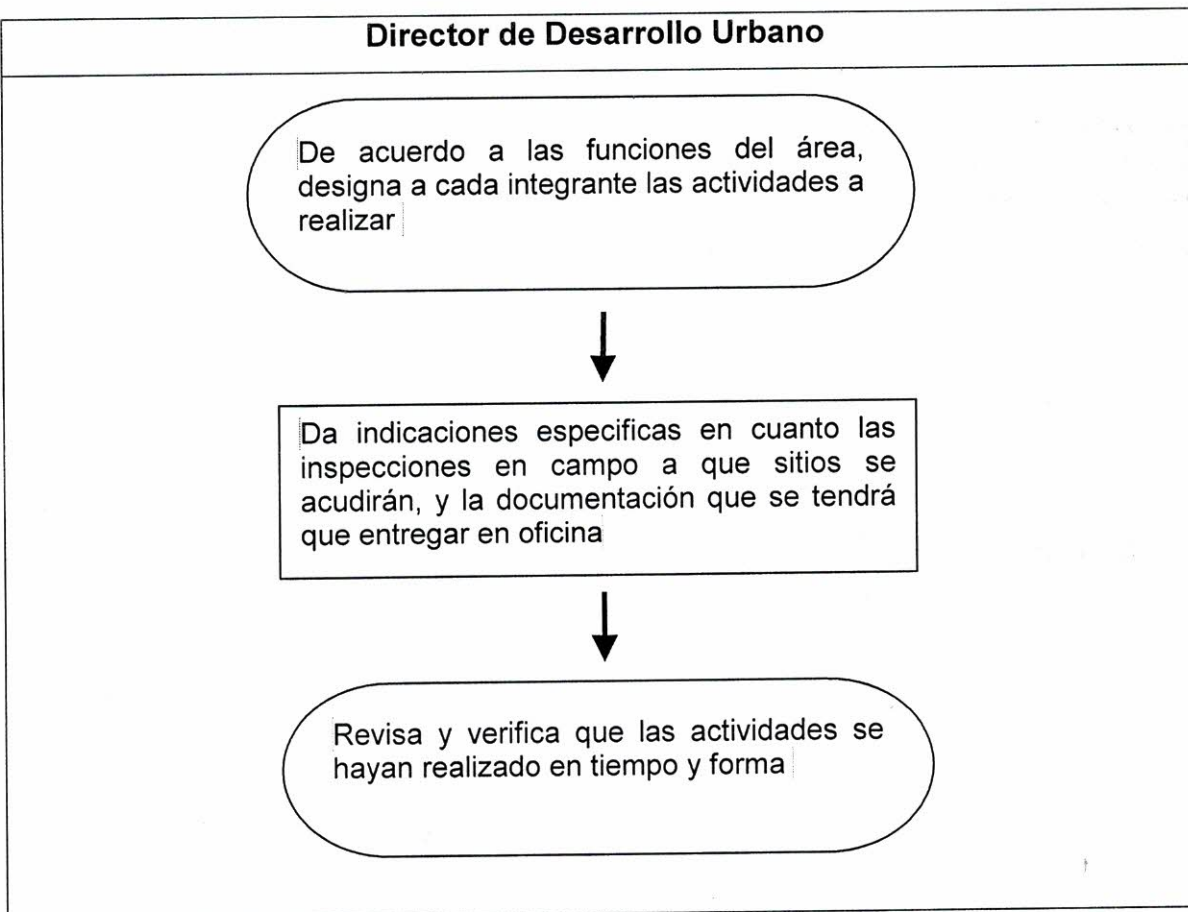 Director de Desarrollo Urbano
De acuerdo a las funciones del área,
designa a cada integrante las actividades a
realizar
Da indicaciones especificas en cuanto las
inspecciones en campo a que sitios se
acudirán, y la documentación que se tendrá
que entregar en oficina
Revisa y verifica que las actividades se
hayan realizado en tiempo y forma